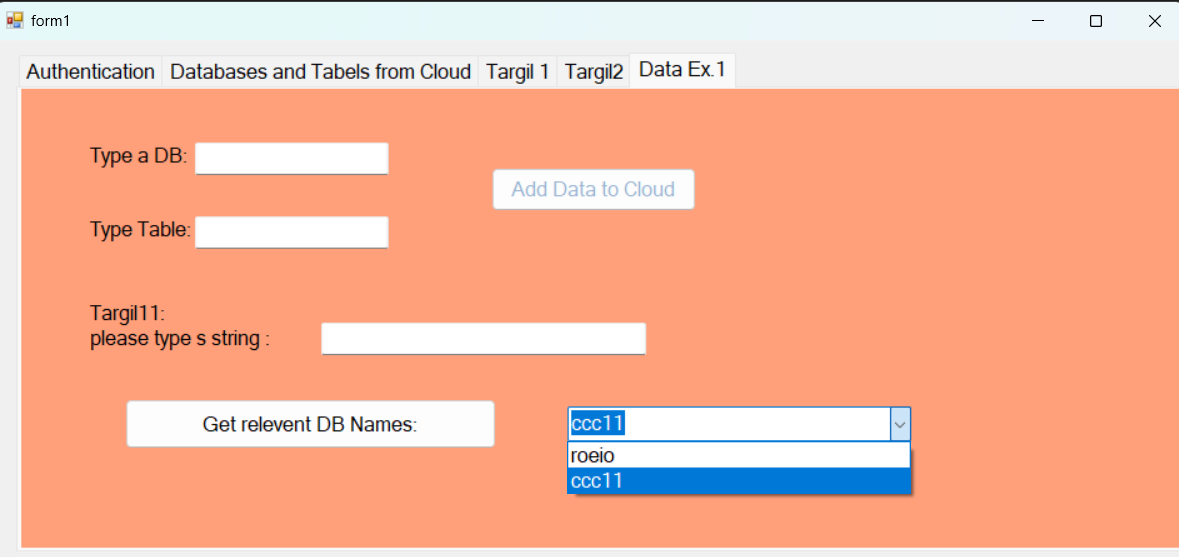 form1
Authentication Databases and Tabels from Cloud Targil 1 Targil2 Data Ex.1
Type a DB:
Add Data to Cloud
Type Table:
Targil11:
please type s string :
Get relevent DB Names: ccc11
roeio
ccc11